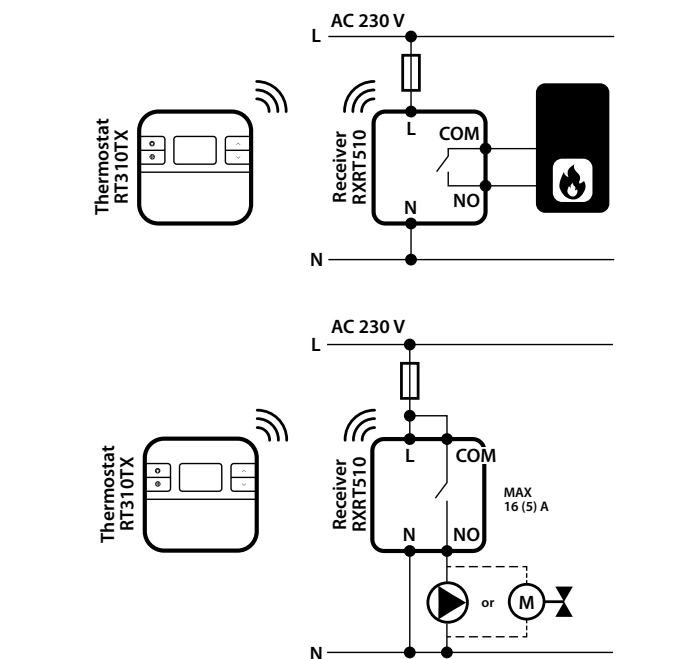 AC 230 V
L
Thermostat
RT310TX
Receiver
RXRT510
L
COM
NO
N
N
AC 230 V
L
Thermostat
RT310TX
Receiver
RXRT510
L
COM
MAX
16 (5) A
N
NO
or
M
N